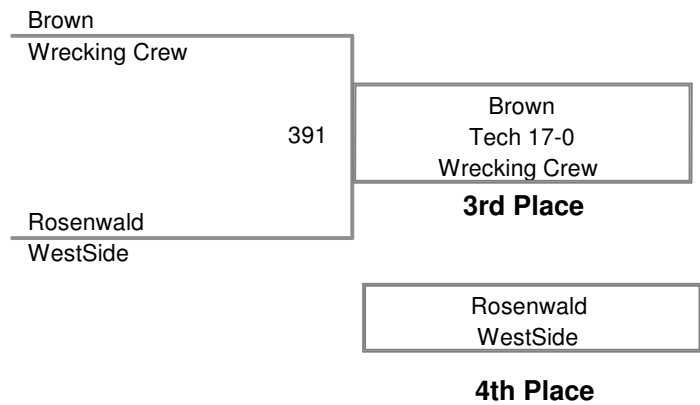 Brown
Wrecking Crew
391
Brown
Tech 17-0
Wrecking Crew
3rd Place
Rosenwald
WestSide
Rosenwald
WestSide
4th Place